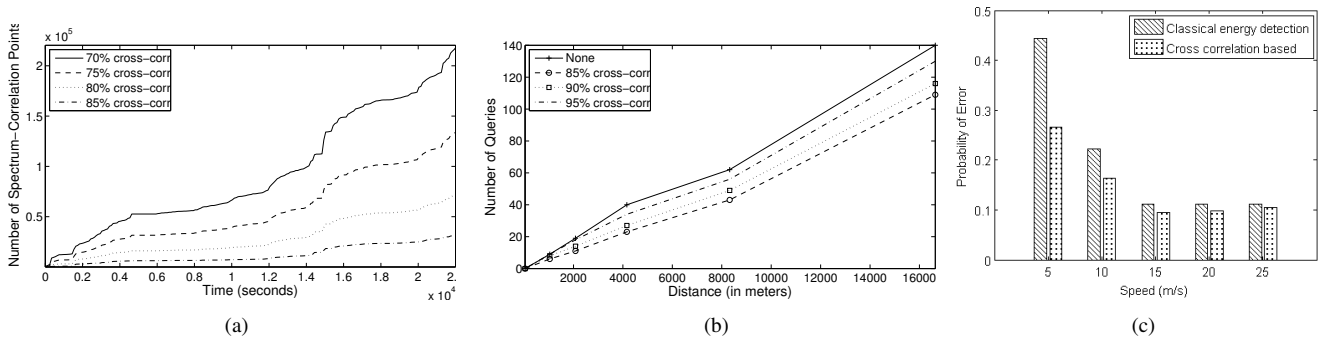 x 10^5
Number of Spectrum-Correlation Points
2
1.5
1
0.5
70% cross-corr
75% cross-corr
80% cross-corr
85% cross-corr
0 0.2 0.4 0.6 0.8 1.0 1.2 1.4 1.6 1.8 2.0 2.
Time (seconds)
x 10^4
(a)
Number of Queries
140
120
100
80
60
40
20
0
None
85% cross-corr
90% cross-corr
95% cross-corr
2000 4000 6000 8000 10000 12000 14000 16000
Distance (in meters)
(b)
Probability of Error
0.5
0.4
0.3
0.2
0.1
0
Classical energy detection
Cross correlation based
5 10 15 20 25
Speed (m/s)
(c)